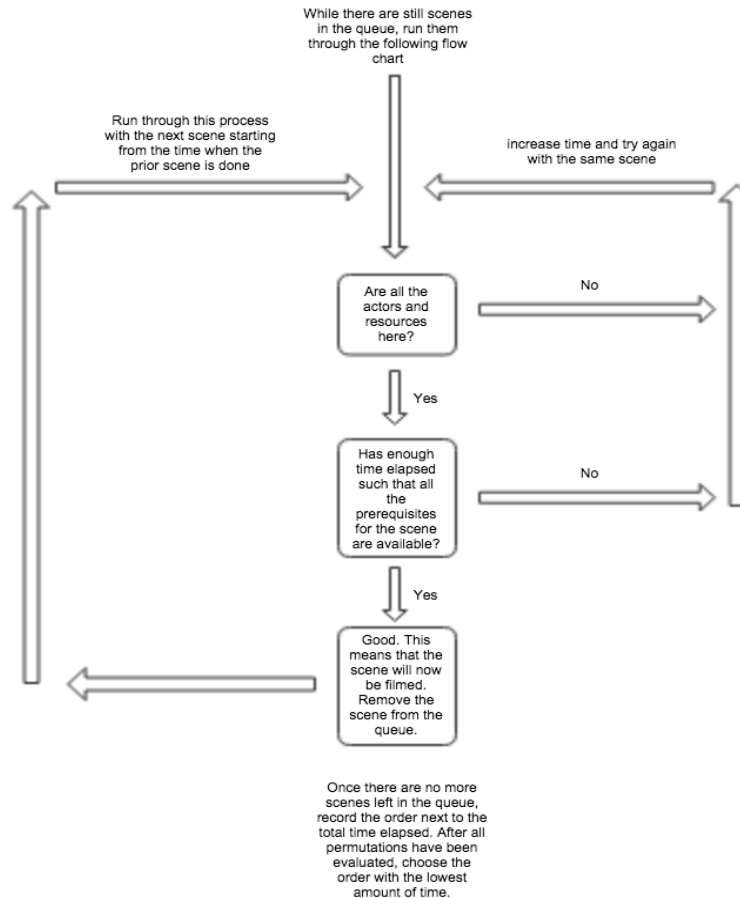 While there are still scenes
in the queue, run them
through the following flow
chart
Run through this process
with the next scene starting
from the time when the
prior scene is done
increase time and try again
with the same scene
Are all the
actors and
resources
here?
No
Yes
Has enough
time elapsed
such that all
the
prerequisites
for the scene
are available?
No
Yes
Good. This
means that the
scene will now
be filmed.
Remove the
scene from the
queue.
Once there are no more
scenes left in the queue,
record the order next to the
total time elapsed. After all
permutations have been
evaluated, choose the
order with the lowest
amount of time.